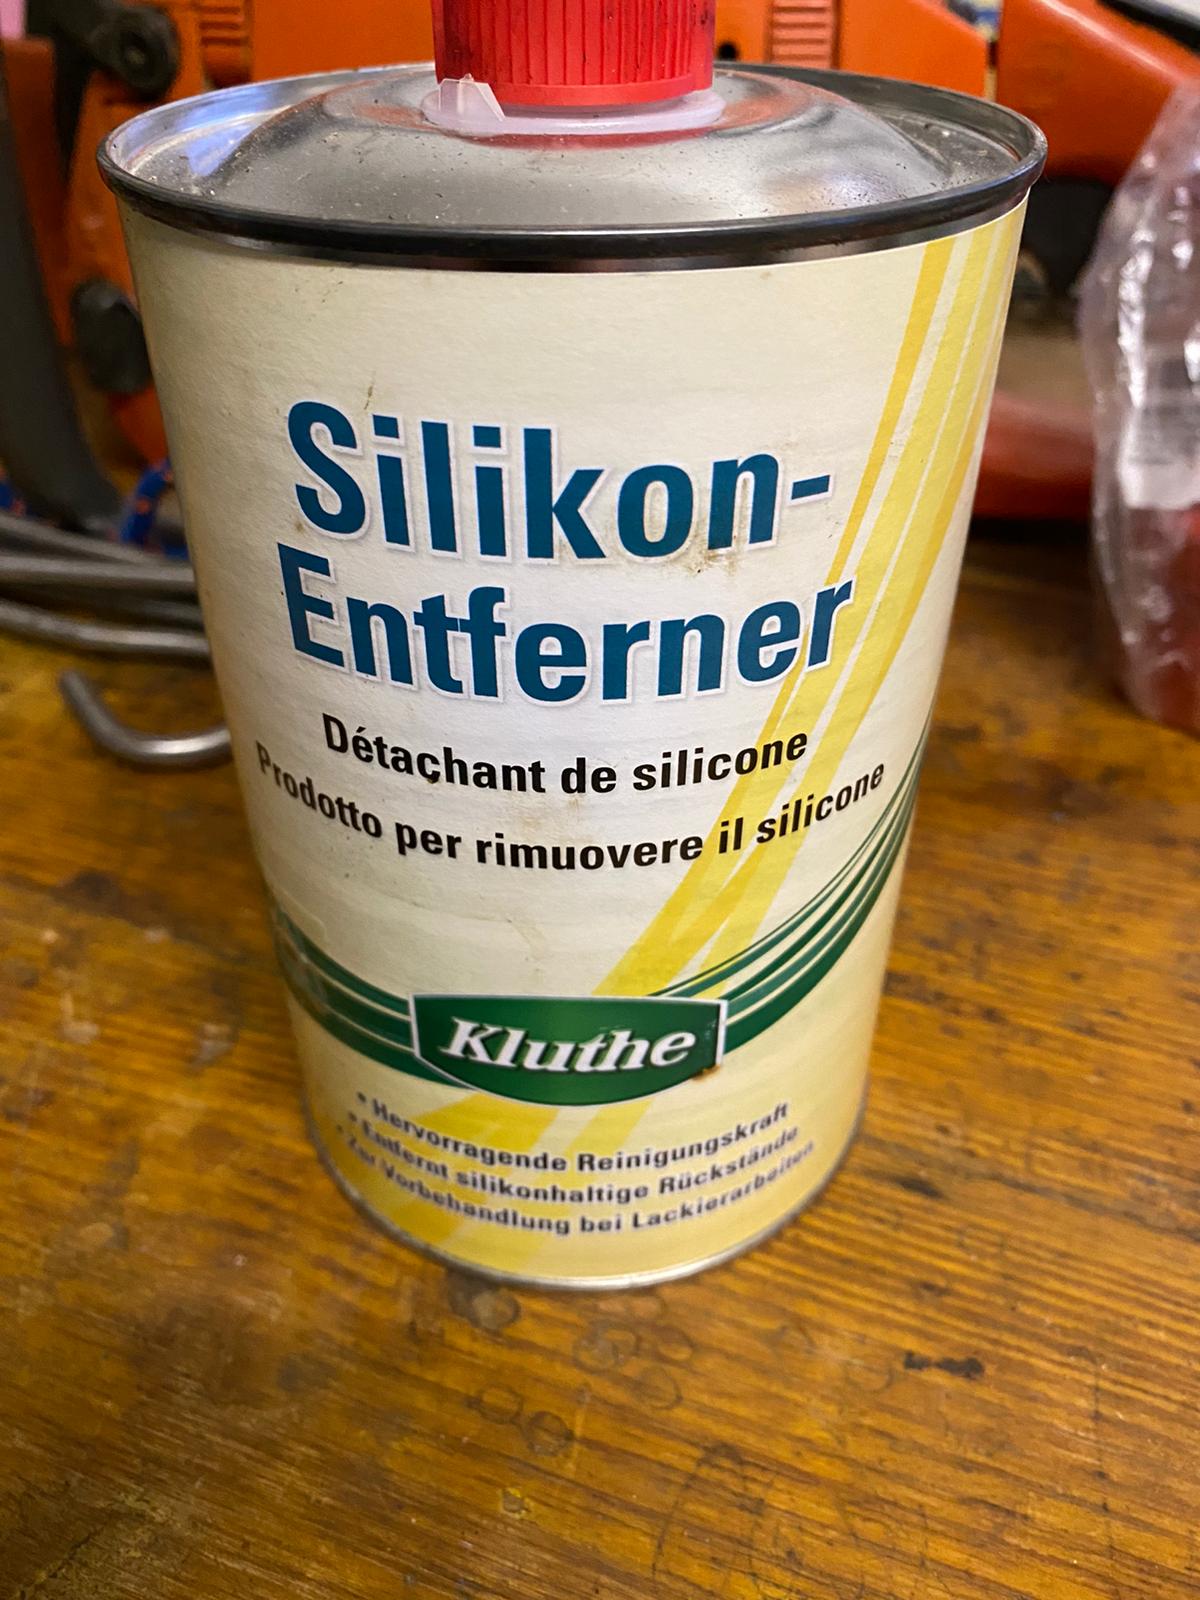 Silikon-
Entferner
Détachant de silicone
Prodotto per rimuovere il silicone
Kluthe
• Hervorragende Reinigungskraft
• Entfernt silikonhaltige Rückstände
• Zur Vorbehandlung bei Lackierarbeiten